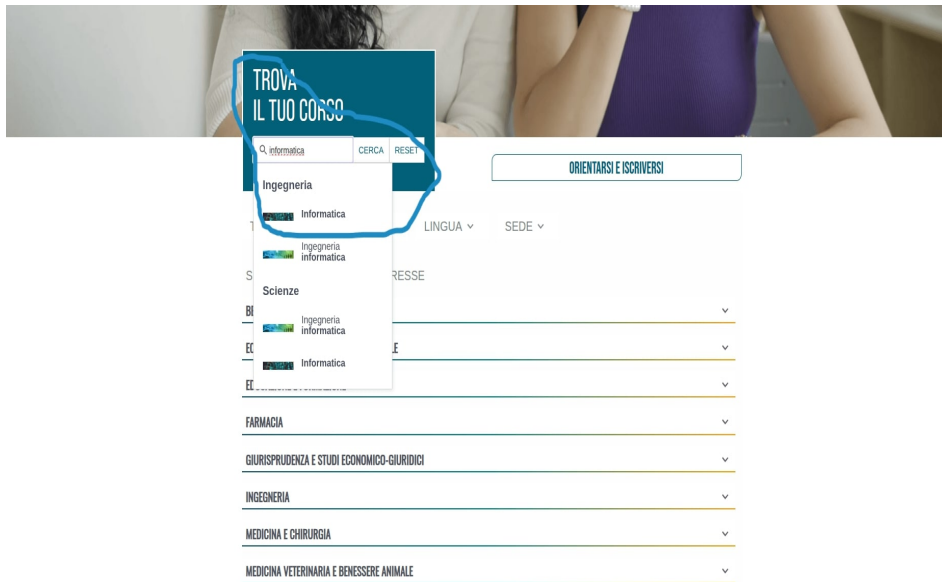 TROVA
IL TUO CORSO
informatica
CERCA
RESET
ORIENTARSI E ISCRIVERSI
Ingegneria
Informatica
LINGUA
SEDE
Ingegneria
informatica
RESSE
Scienze
Ingegneria
informatica
Informatica
FARMACIA
GIURISPRUDENZA E STUDI ECONOMICO-GIURIDICI
INGEGNERIA
MEDICINA E CHIRURGIA
MEDICINA VETERINARIA E BENESSERE ANIMALE